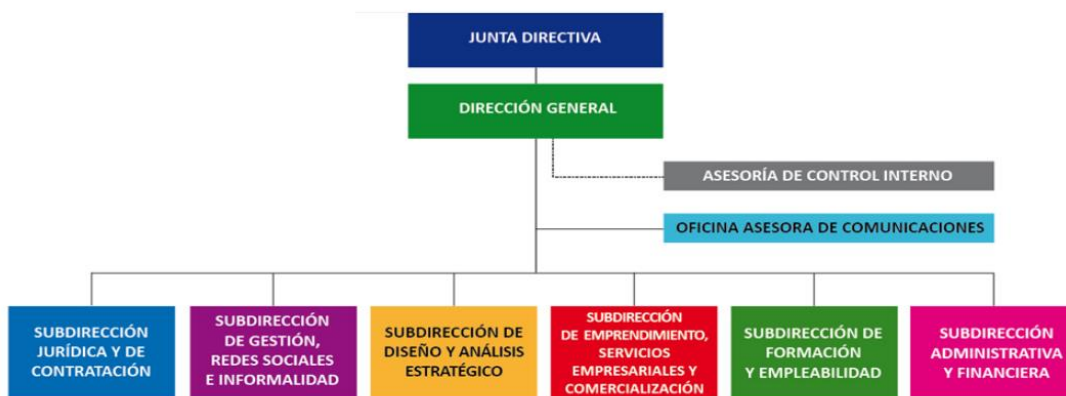 JUNTA DIRECTIVA
DIRECCIÓN GENERAL
ASESORÍA DE CONTROL INTERNO
OFICINA ASESORA DE COMUNICACIONES
SUBDIRECCIÓN
JURÍDICA Y DE
CONTRATACIÓN
SUBDIRECCIÓN
DE GESTIÓN,
REDES SOCIALES
E INFORMALIDAD
SUBDIRECCIÓN DE
DISEÑO Y ANÁLISIS
ESTRATÉGICO
SUBDIRECCIÓN
DE EMPRENDIMIENTO,
SERVICIOS
EMPRESARIALES Y
COMERCIALIZACIÓN
SUBDIRECCIÓN DE
FORMACIÓN
Y EMPLEABILIDAD
SUBDIRECCIÓN
ADMINISTRATIVA
Y FINANCIERA